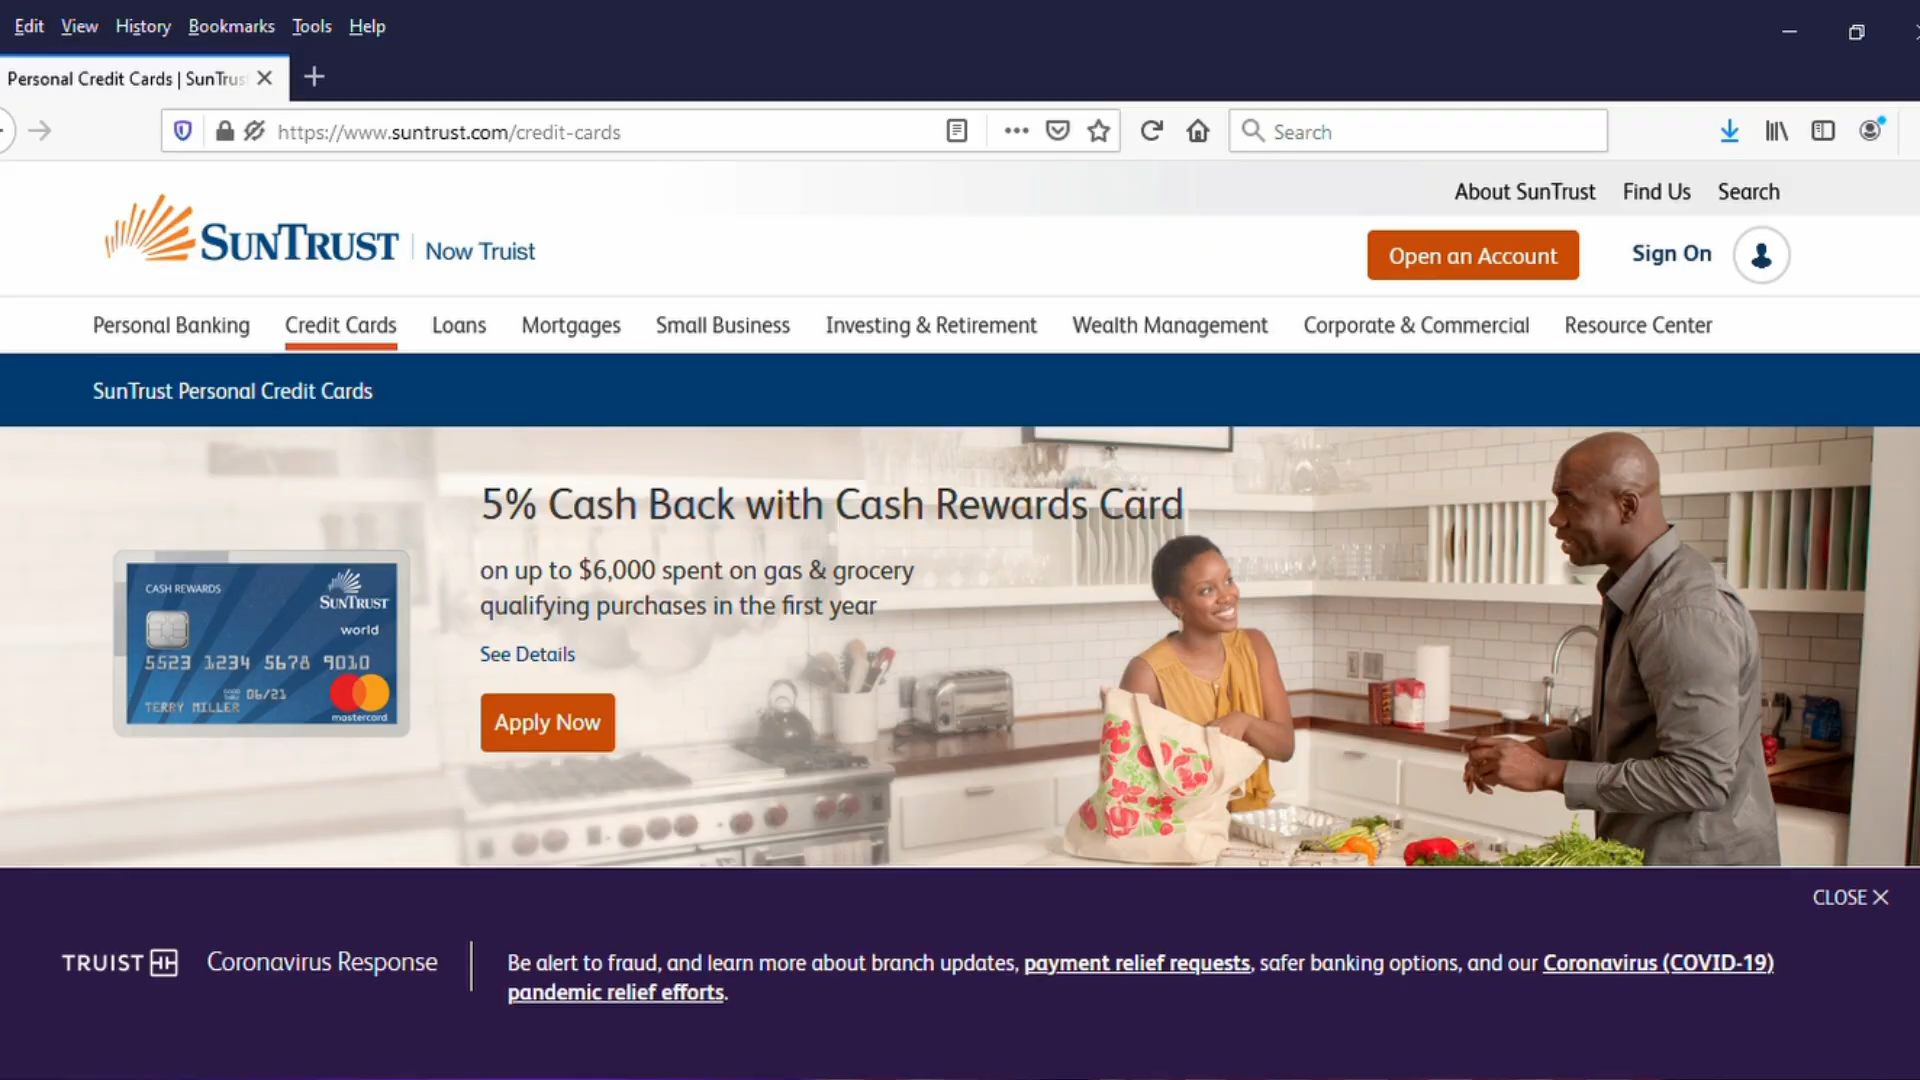 Edit View History Bookmarks Tools Help
Personal Credit Cards | SunTrus
https://www.suntrust.com/credit-cards
Search
About SunTrust Find Us Search
SUNTRUST Now Truist
Open an Account
Sign On
Personal Banking Credit Cards Loans Mortgages Small Business Investing & Retirement Wealth Management Corporate & Commercial Resource Center
SunTrust Personal Credit Cards
5% Cash Back with Cash Rewards Card
on up to $6,000 spent on gas & grocery
qualifying purchases in the first year
See Details
Apply Now
CASH REWARDS
SUNTRUST
world
5523 1234 5678 9010
GOOD THRU 06/21
TERRY MILLER
mastercard
CLOSE
TRUIST Coronavirus Response
Be alert to fraud, and learn more about branch updates, payment relief requests, safer banking options, and our Coronavirus (COVID-19)
pandemic relief efforts.